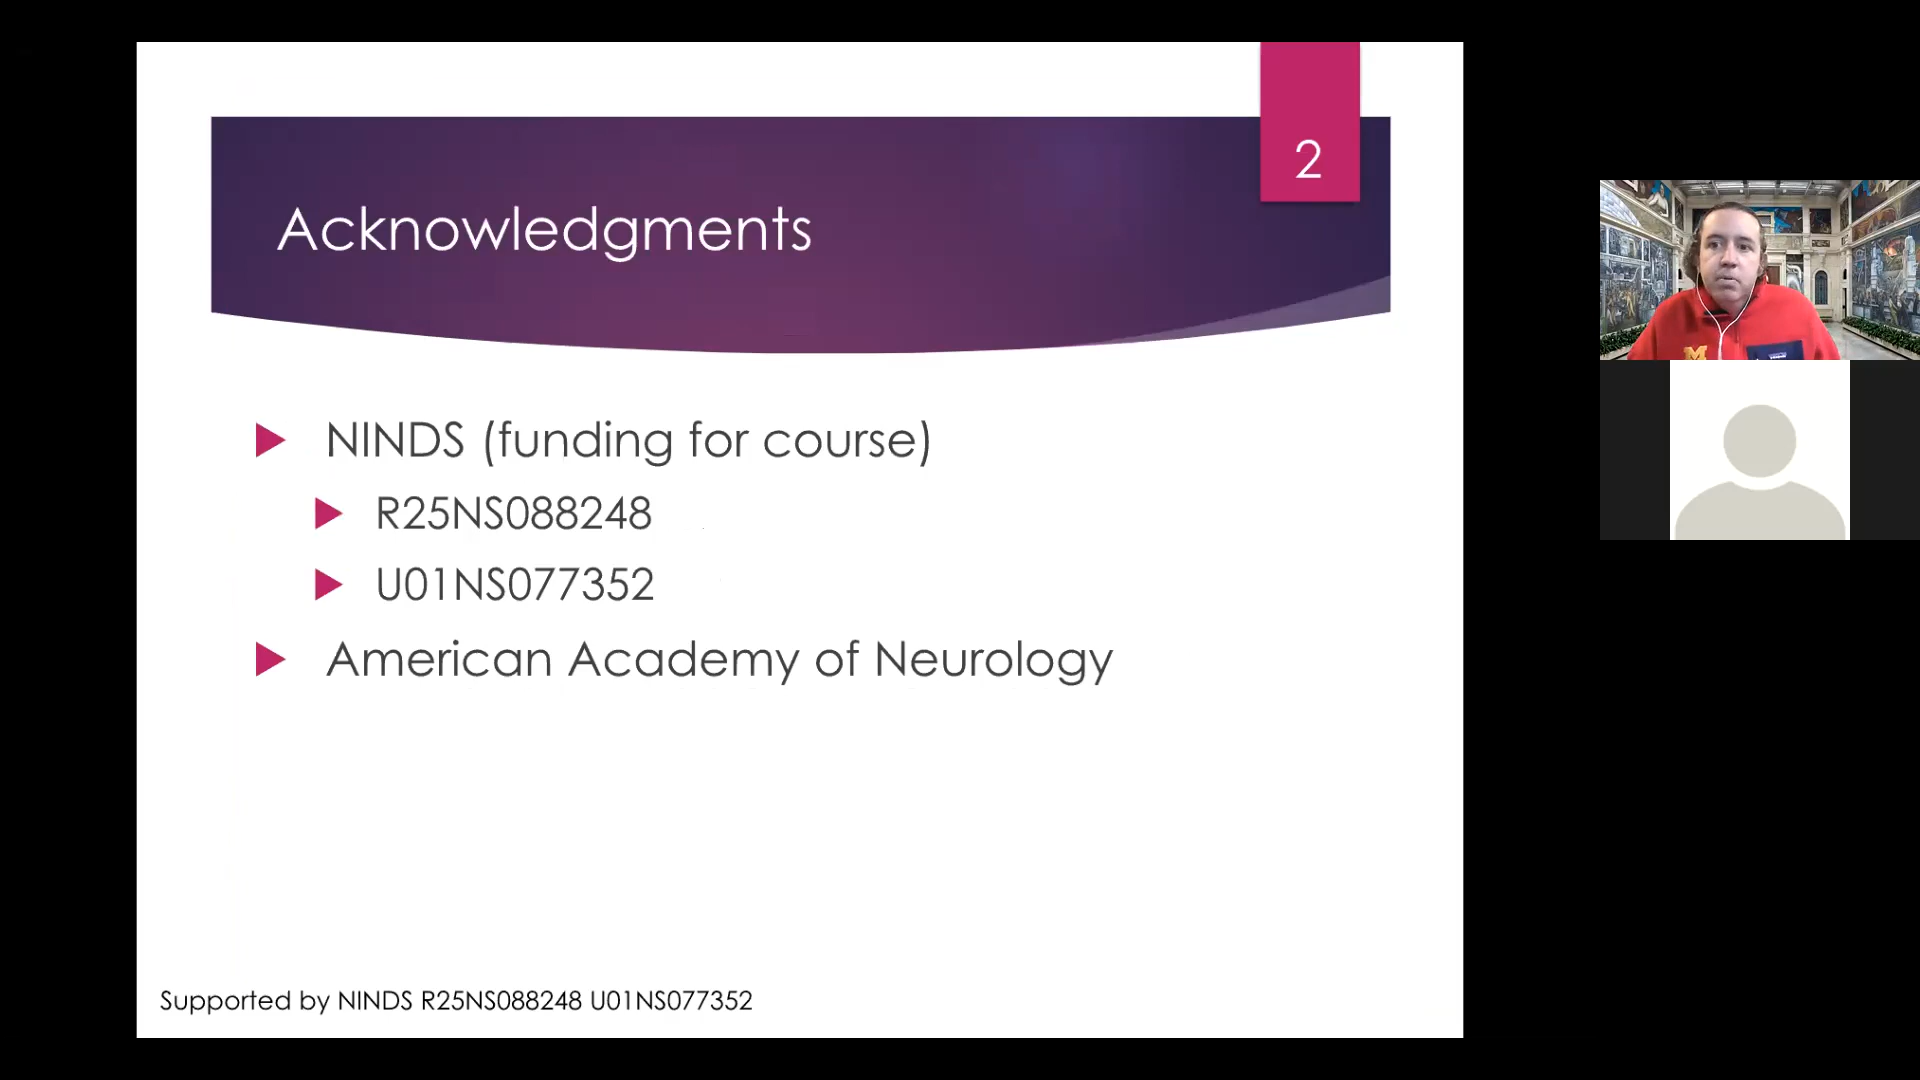 2
Acknowledgments
NINDS (funding for course)
R25NS088248
U01NS077352
American Academy of Neurology
Supported by NINDS R25NS088248 U01NS077352
M